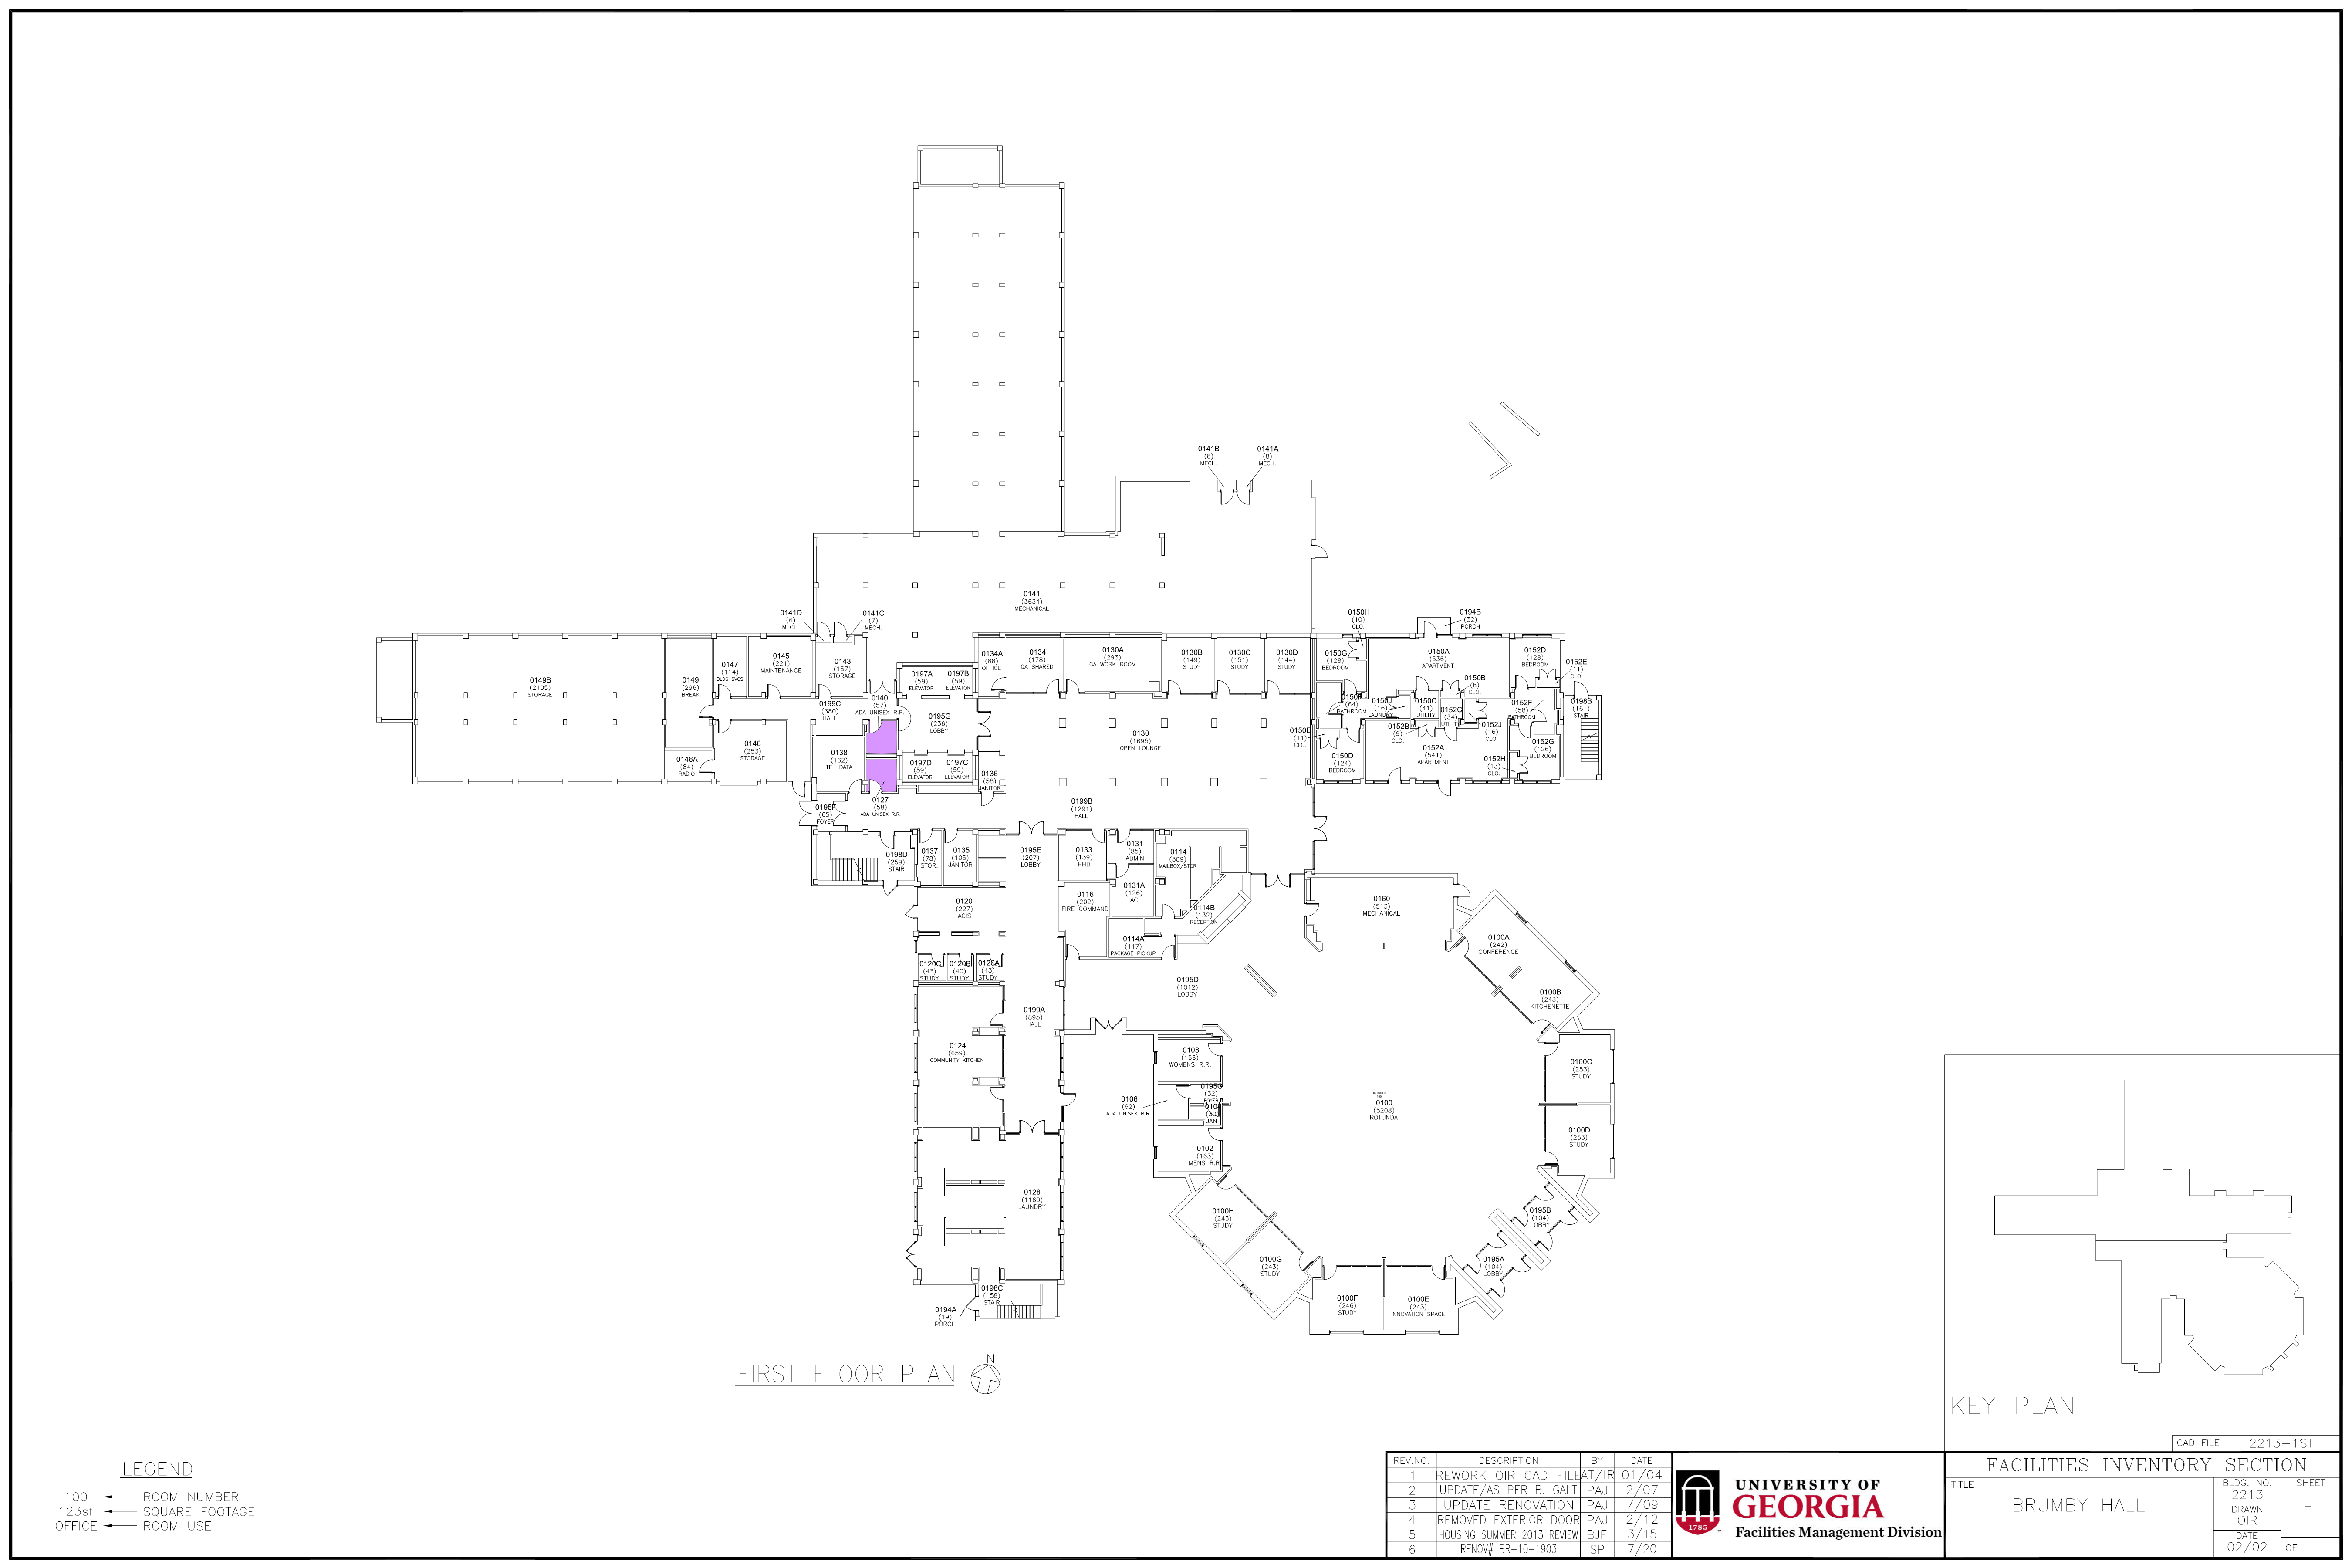 0141B
(8)
MECH.
0141A
(8)
MECH.
0141
(3634)
MECHANICAL
0141D
(6)
MECH.
0141C
(7)
MECH.
0150H
(10)
CLO.
0194B
(32)
PORCH
0149B
(2105)
STORAGE
0149
(296)
BREAK
0147
(114)
BLDG SVCS
0145
(221)
MAINTENANCE
0143
(157)
STORAGE
0197A
(59)
ELEVATOR
0197B
(59)
ELEVATOR
0134A
(88)
OFFICE
0134
(178)
GA SHARED
0130A
(293)
GA WORK ROOM
0130B
(149)
STUDY
0130C
(151)
STUDY
0130D
(144)
STUDY
0150G
(128)
BEDROOM
0150A
(536)
APARTMENT
0152D
(128)
BEDROOM
0152E
(11)
CLO.
0199C
(380)
HALL
0140
(57)
ADA UNISEX R.R.
0195G
(236)
LOBBY
0130
(1695)
OPEN LOUNGE
0150F
(64)
BATHROOM
0150J
(16)
LAUNDRY
0150C
(41)
UTILITY
0150B
(8)
CLO.
0152C
(34)
UTILITY
0152F
(58)
BATHROOM
0198B
(161)
STAIR
0150E
(11)
CLO.
0152B
(9)
CLO.
0152J
(16)
CLO.
0146
(253)
STORAGE
0146A
(84)
RADIO
0138
(162)
TEL DATA
0197D
(59)
ELEVATOR
0197C
(59)
ELEVATOR
0136
(58)
JANITOR
0150D
(124)
BEDROOM
0152A
(541)
APARTMENT
0152H
(13)
CLO.
0152G
(126)
BEDROOM
0195F
(65)
FOYER
0127
(58)
ADA UNISEX R.R.
0199B
(1291)
HALL
0198D
(259)
STAIR
0137
(78)
STOR.
0135
(105)
JANITOR
0195E
(207)
LOBBY
0133
(139)
RHD
0131
(85)
ADMIN
0114
(309)
MAILBOX/STOR
0120
(227)
ACIS
0116
(202)
FIRE COMMAND
0131A
(126)
AC
0114B
(132)
RECEPTION
0160
(513)
MECHANICAL
0114A
(117)
PACKAGE PICKUP
0100A
(242)
CONFERENCE
0120C
(43)
STUDY
0120B
(40)
STUDY
0120A
(43)
STUDY
0195D
(1012)
LOBBY
0100B
(243)
KITCHENETTE
0199A
(895)
HALL
0124
(659)
COMMUNITY KITCHEN
0108
(156)
WOMENS R.R.
0100C
(253)
STUDY
0106
(62)
ADA UNISEX R.R.
0195C
(32)
FOYER
0104
(30)
JAN.
ROTUNDA
0100
(5208)
ROTUNDA
0100D
(253)
STUDY
0102
(163)
MENS R.R
0128
(1160)
LAUNDRY
0100H
(243)
STUDY
0195B
(104)
LOBBY
0100G
(243)
STUDY
0195A
(104)
LOBBY
0198C
(158)
STAIR
0194A
(19)
PORCH
0100F
(246)
STUDY
0100E
(243)
INNOVATION SPACE
FIRST FLOOR PLAN
N
KEY PLAN
CAD FILE 2213-1ST
LEGEND
100 ROOM NUMBER
123sf SQUARE FOOTAGE
OFFICE ROOM USE
REV.NO. DESCRIPTION BY DATE
1 REWORK OIR CAD FILE AT/IR 01/04
2 UPDATE/AS PER B. GALT PAJ 2/07
3 UPDATE RENOVATION PAJ 7/09
4 REMOVED EXTERIOR DOOR PAJ 2/12
5 HOUSING SUMMER 2013 REVIEW BJF 3/15
6 RENOV# BR-10-1903 SP 7/20
1785
UNIVERSITY OF
GEORGIA
Facilities Management Division
FACILITIES INVENTORY SECTION
TITLE
BRUMBY HALL
BLDG. NO.
2213
DRAWN
OIR
DATE
02/02
SHEET
F
OF